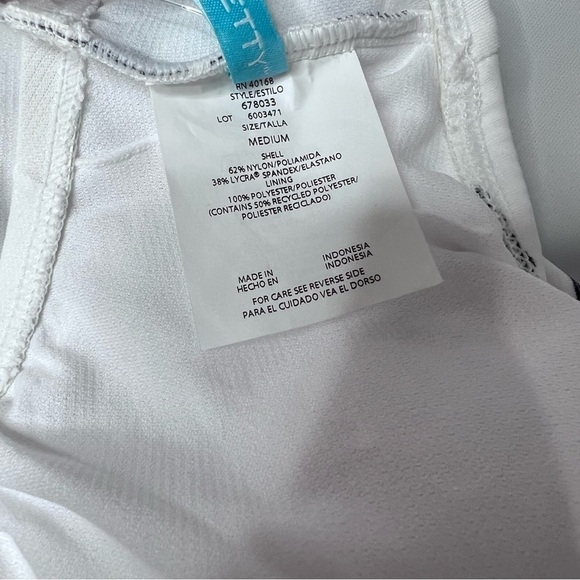 ETTY
RN 40168
STYLE/ESTILO
678033
LOT 6003471
SIZE/TALLA
MEDIUM
SHELL
62% NYLON/POLIAMIDA
38% LYCRA® SPANDEX/ELASTANO
LINING
100% POLYESTER/POLIESTER
(CONTAINS 50% RECYCLED POLYESTER/
POLIESTER RECICLADO)
MADE IN INDONESIA
HECHO EN INDONESIA
FOR CARE SEE REVERSE SIDE
PARA EL CUIDADO VEA EL DORSO